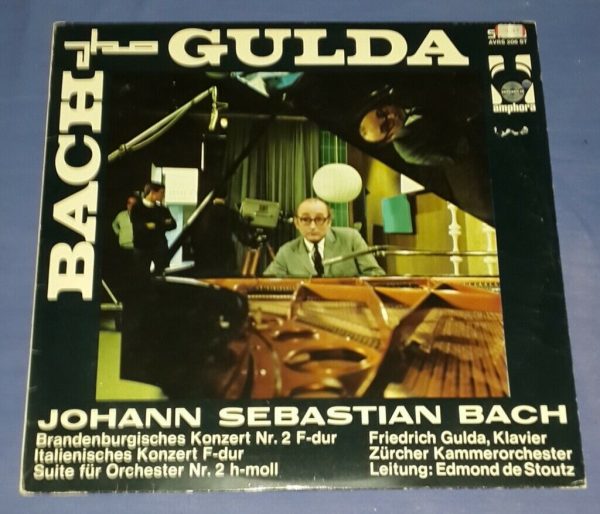 BACH
GULDA
AVRS 206 ST
amphora
JOHANN SEBASTIAN BACH
Brandenburgisches Konzert Nr. 2 F-dur
Italienisches Konzert F-dur
Suite für Orchester Nr. 2 h-moll
Friedrich Gulda, Klavier
Zürcher Kammerorchester
Leitung: Edmond de Stoutz